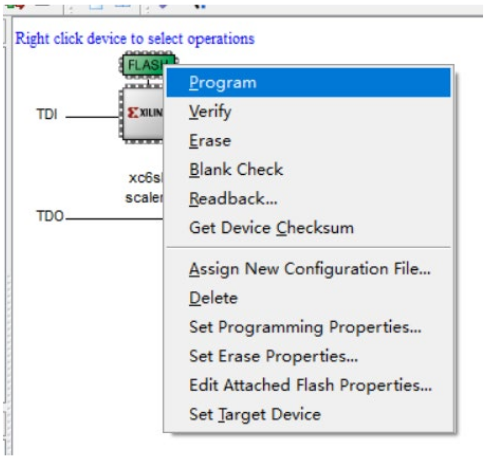 Right click device to select operations
FLASH
TDI
XILIN
xc6sl
scaler
TDO
Program
Verify
Erase
Blank Check
Readback...
Get Device Checksum
Assign New Configuration File...
Delete
Set Programming Properties...
Set Erase Properties...
Edit Attached Flash Properties...
Set Target Device